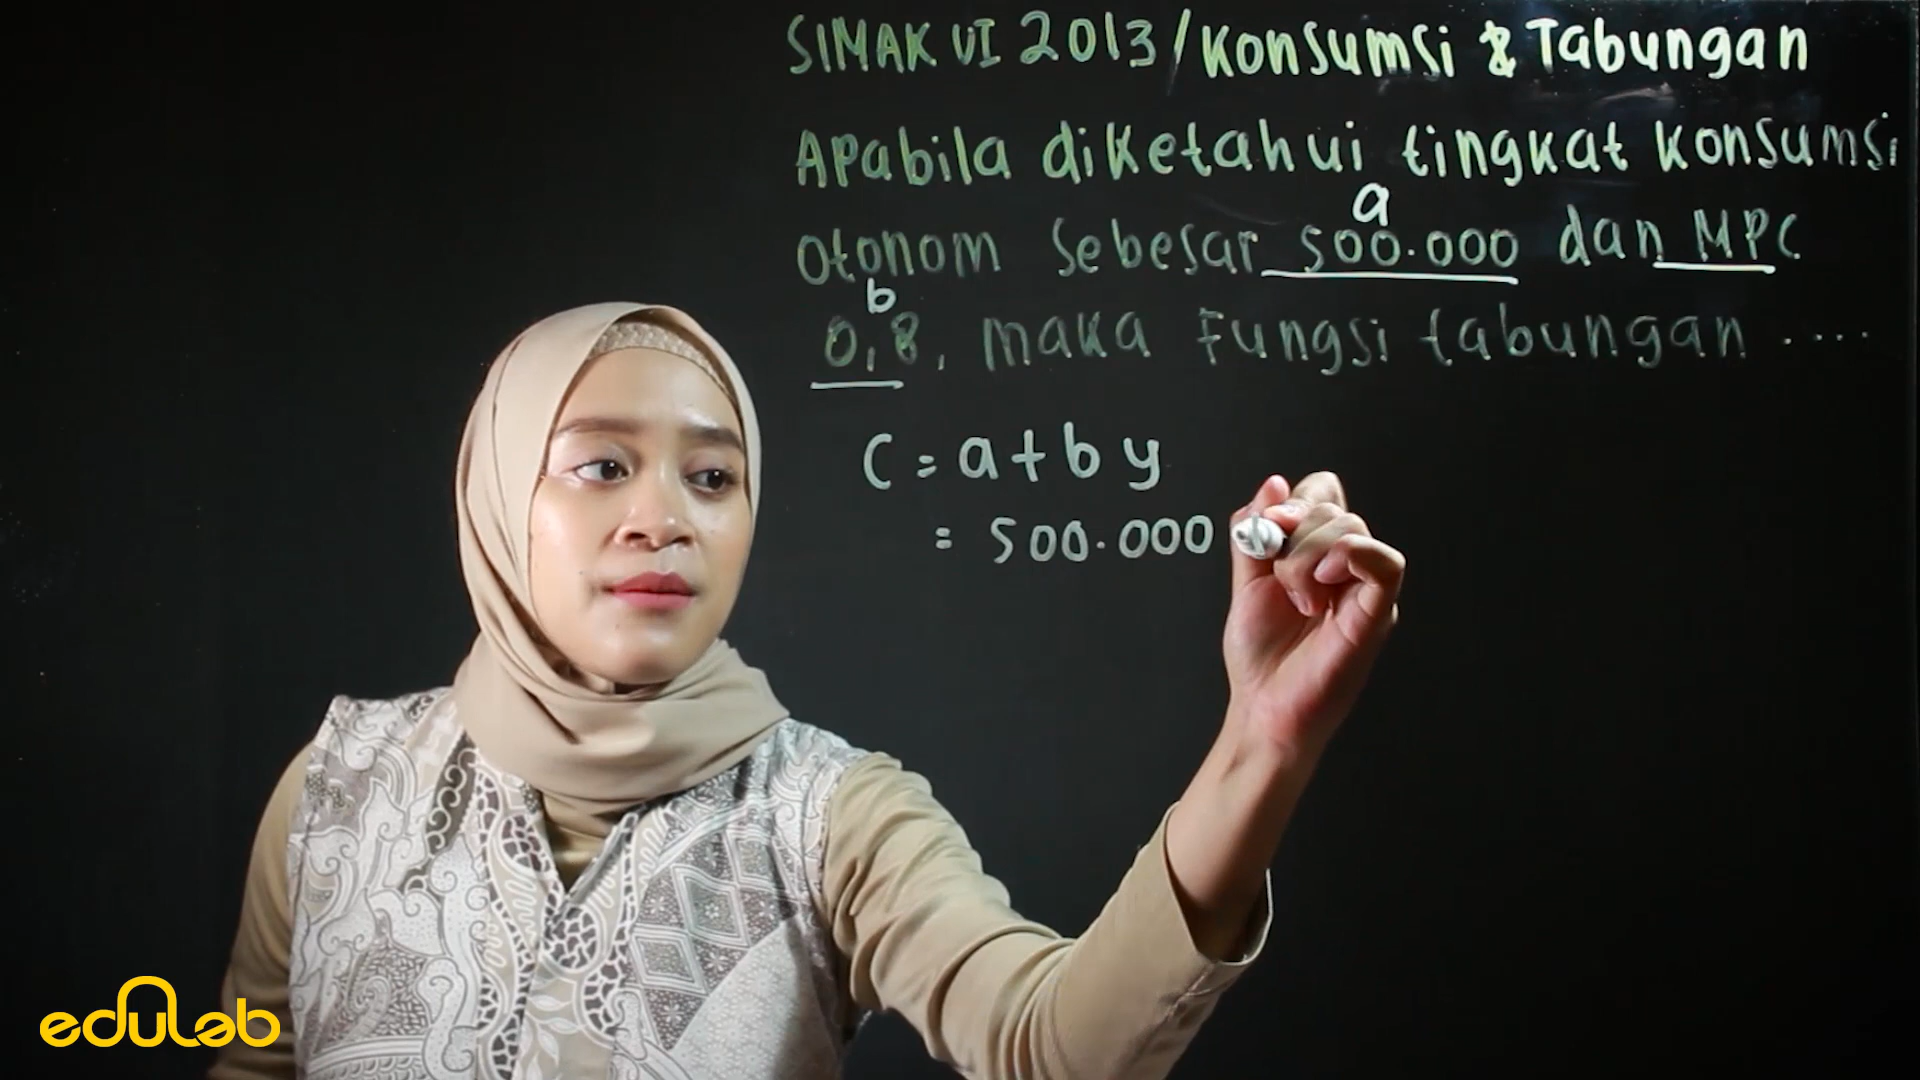 SIMAK UI 2013 / Konsumsi & Tabungan
Apabila diketahui tingkat konsumsi
a
otonom sebesar 500.000 dan MPC
b
0,8, maka fungsi tabungan ....
C = a + b y
= 500.000
edulab